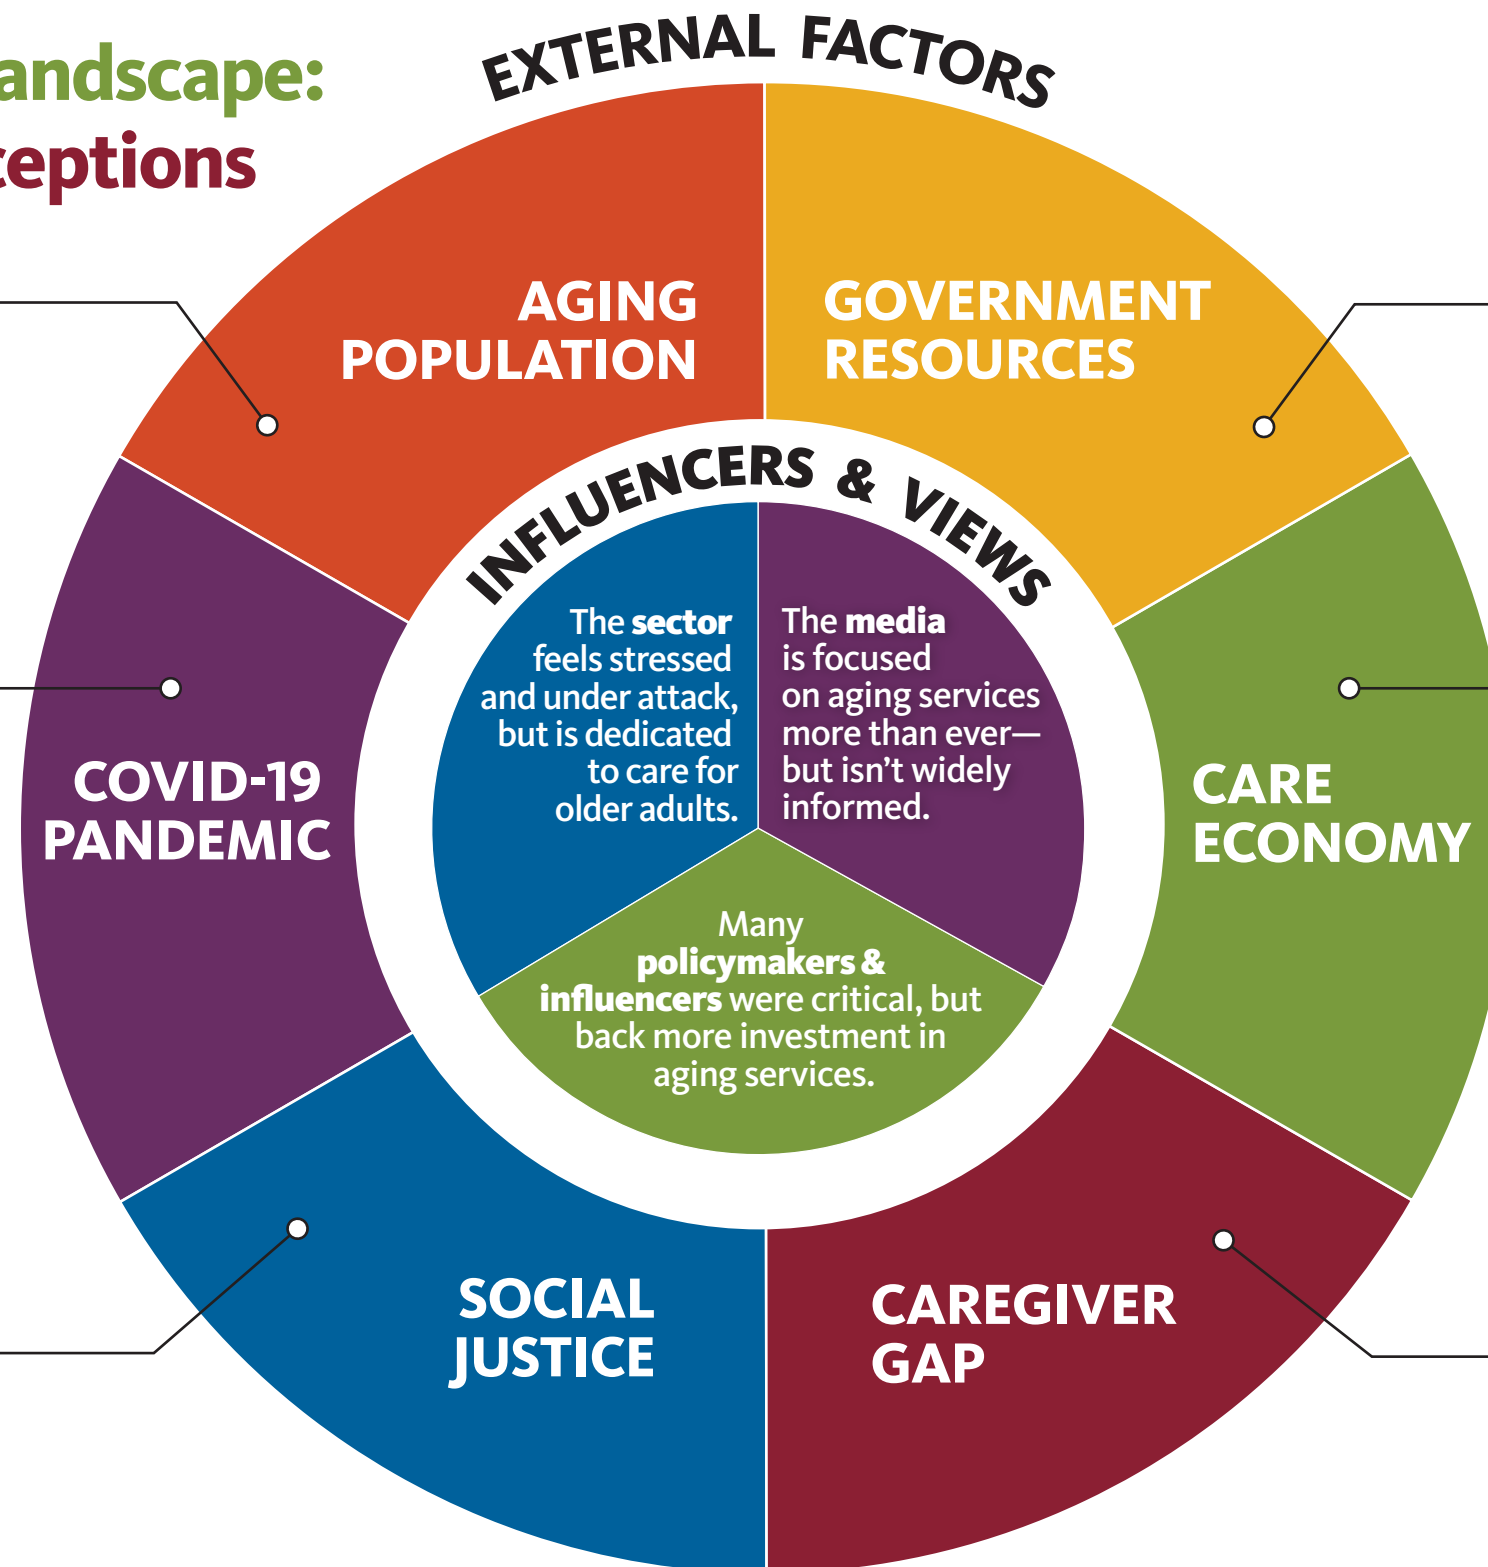 andscape:
ceptions
EXTERNAL FACTORS
AGING
POPULATION
GOVERNMENT
RESOURCES
INFLUENCERS & VIEWS
The sector
feels stressed
and under attack,
but is dedicated
to care for
older adults.
The media
is focused
on aging services
more than ever—
but isn't widely
informed.
COVID-19
PANDEMIC
CARE
ECONOMY
Many
policymakers &
influencers were critical, but
back more investment in
aging services.
SOCIAL
JUSTICE
CAREGIVER
GAP